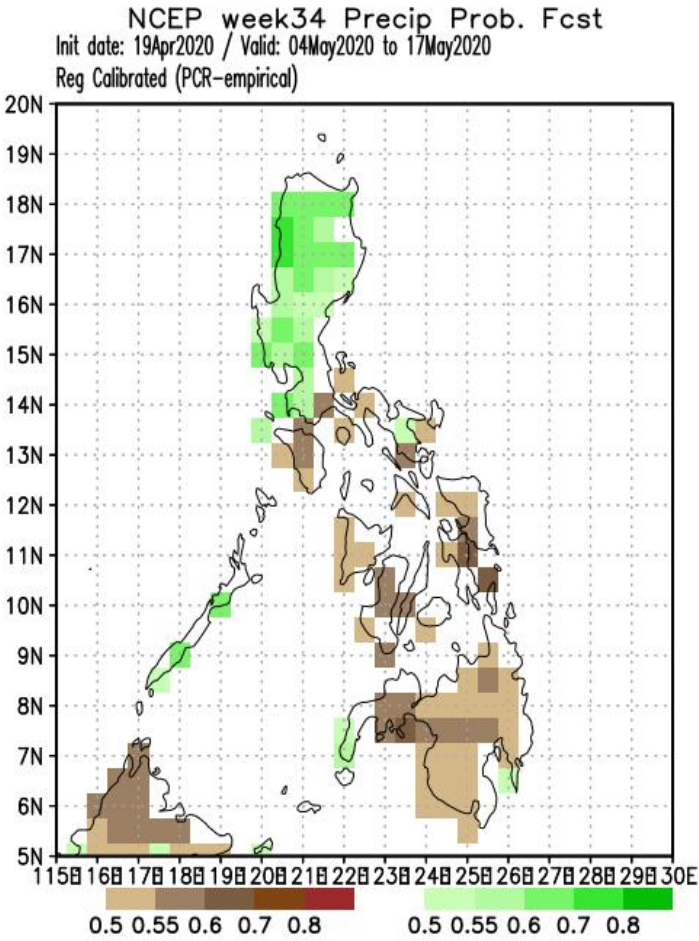 NCEP week34 Precip Prob. Fcst
Init date: 19Apr2020 / Valid: 04May2020 to 17May2020
Reg Calibrated (PCR-empirical)
20N
19N
18N
17N
16N
15N
14N
13N
12N
11N
10N
9N
8N
7N
6N
5N
115E 116E 117E 118E 119E 120E 121E 122E 123E 124E 125E 126E 127E 128E 129E 130E
0.5 0.55 0.6 0.7 0.8 0.5 0.55 0.6 0.7 0.8